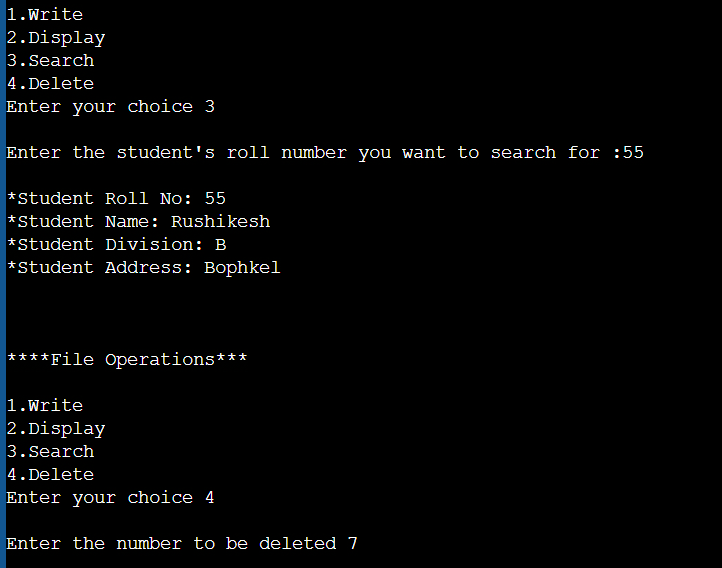 1.Write
2.Display
3.Search
4.Delete
Enter your choice 3
Enter the student's roll number you want to search for :55
*Student Roll No: 55
*Student Name: Rushikesh
*Student Division: B
*Student Address: Bophkel
****File Operations***
1.Write
2.Display
3.Search
4.Delete
Enter your choice 4
Enter the number to be deleted 7